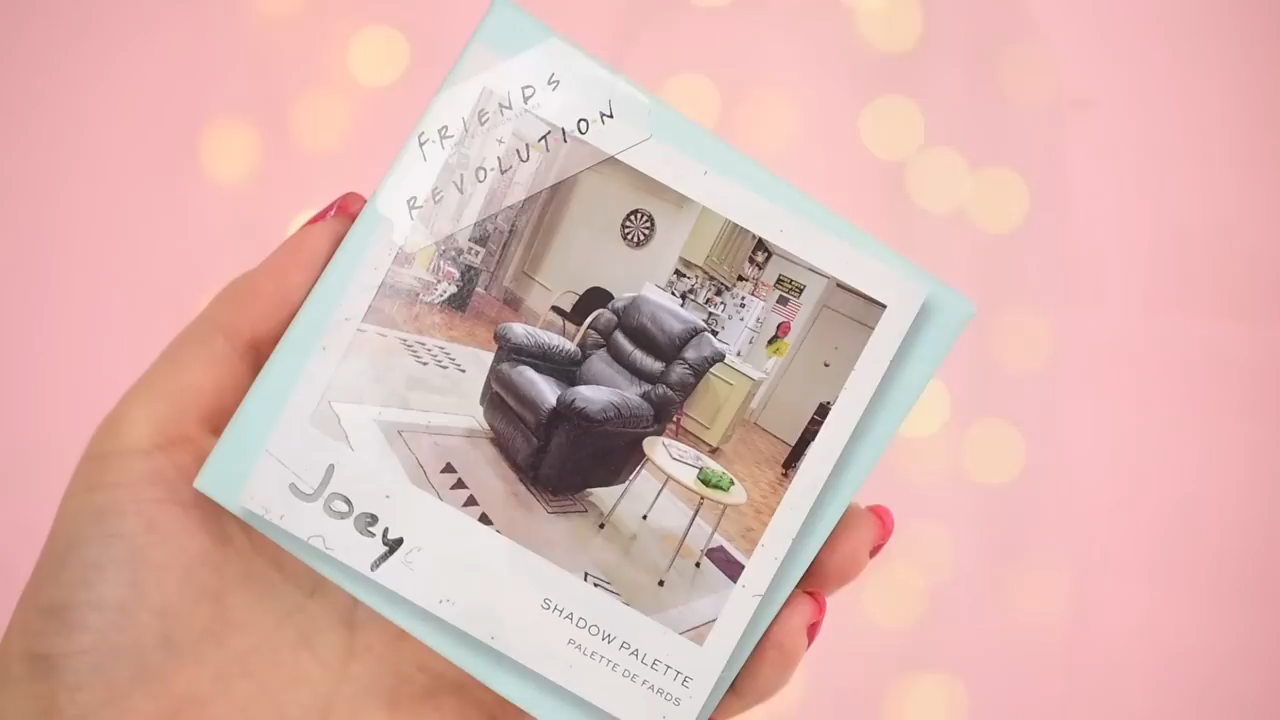 FRIENDS
×
REVOLUTION
Joey
SHADOW PALETTE
PALETTE DE FARDS